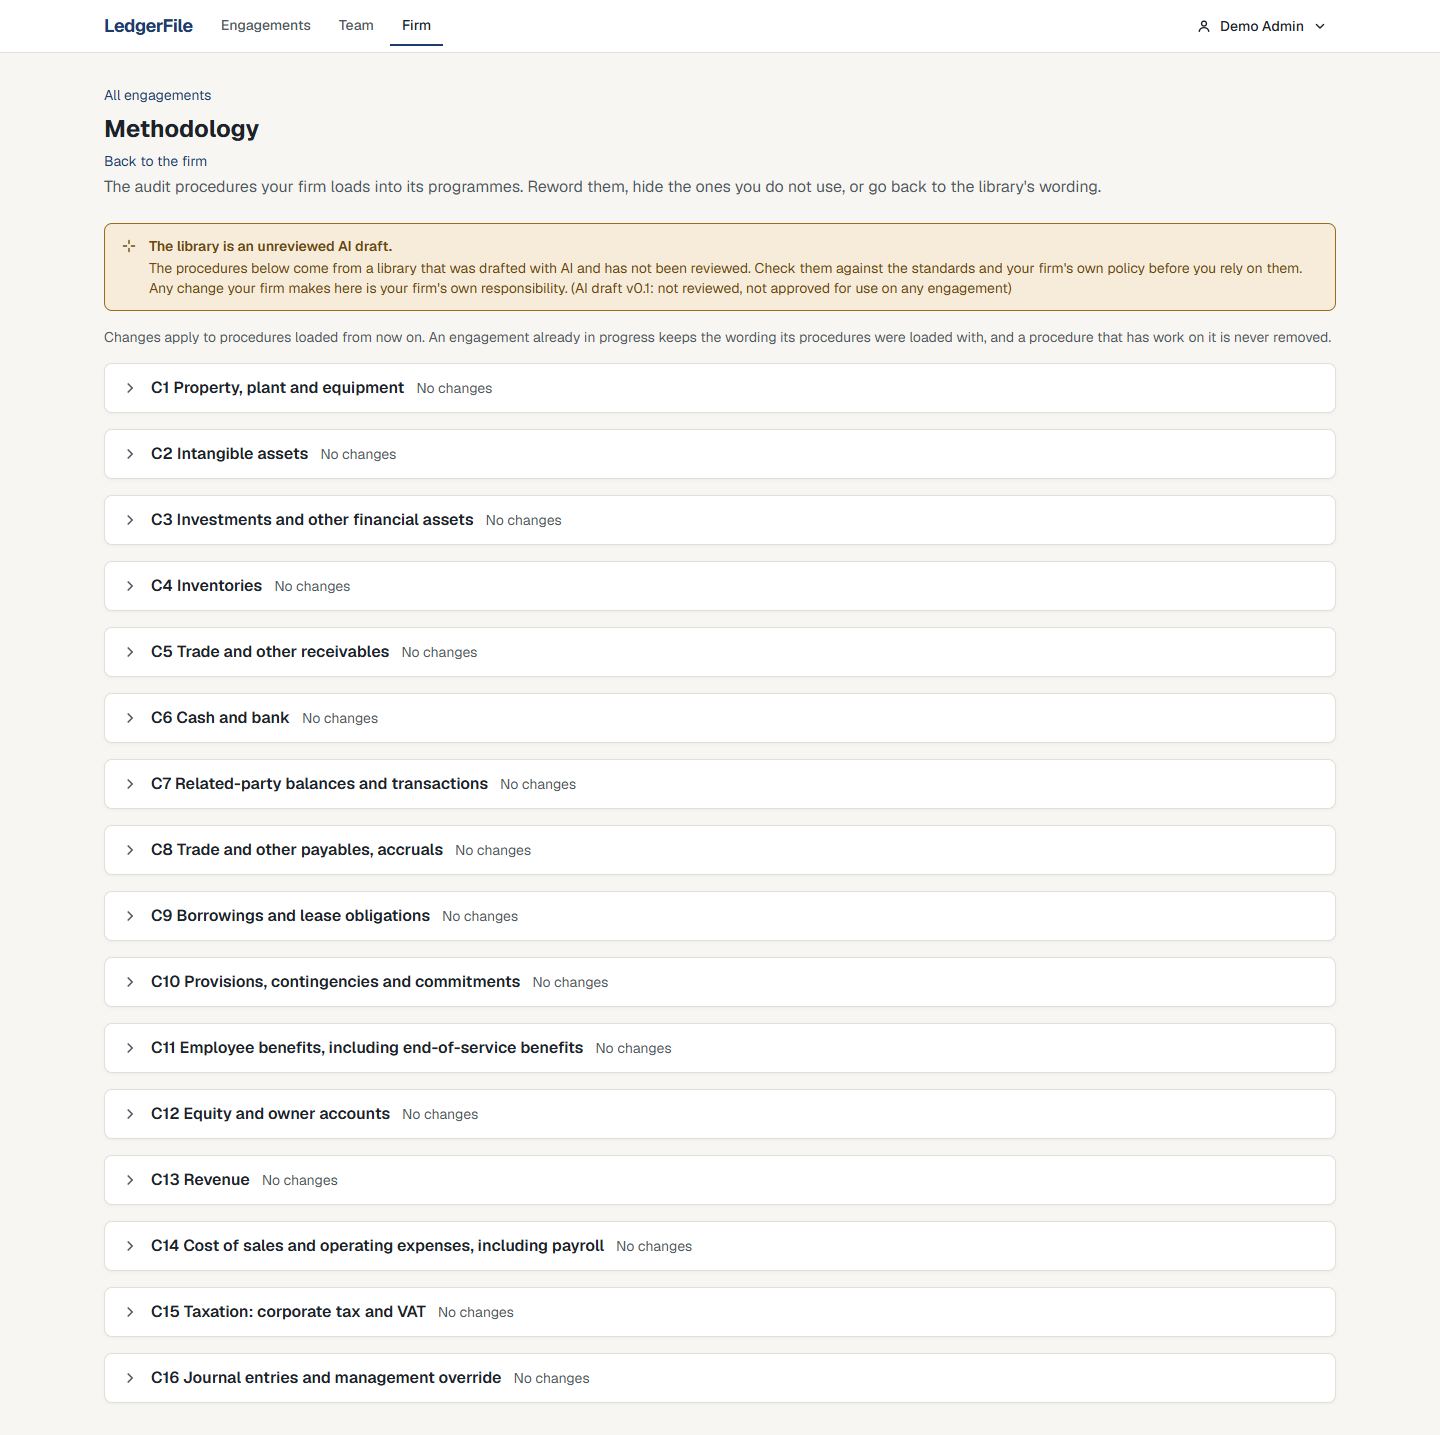 LedgerFile Engagements Team Firm Demo Admin
All engagements
Methodology
Back to the firm
The audit procedures your firm loads into its programmes. Reword them, hide the ones you do not use, or go back to the library's wording.
The library is an unreviewed AI draft.
The procedures below come from a library that was drafted with AI and has not been reviewed. Check them against the standards and your firm's own policy before you rely on them.
Any change your firm makes here is your firm's own responsibility. (AI draft v0.1: not reviewed, not approved for use on any engagement)
Changes apply to procedures loaded from now on. An engagement already in progress keeps the wording its procedures were loaded with, and a procedure that has work on it is never removed.
C1 Property, plant and equipment No changes
C2 Intangible assets No changes
C3 Investments and other financial assets No changes
C4 Inventories No changes
C5 Trade and other receivables No changes
C6 Cash and bank No changes
C7 Related-party balances and transactions No changes
C8 Trade and other payables, accruals No changes
C9 Borrowings and lease obligations No changes
C10 Provisions, contingencies and commitments No changes
C11 Employee benefits, including end-of-service benefits No changes
C12 Equity and owner accounts No changes
C13 Revenue No changes
C14 Cost of sales and operating expenses, including payroll No changes
C15 Taxation: corporate tax and VAT No changes
C16 Journal entries and management override No changes